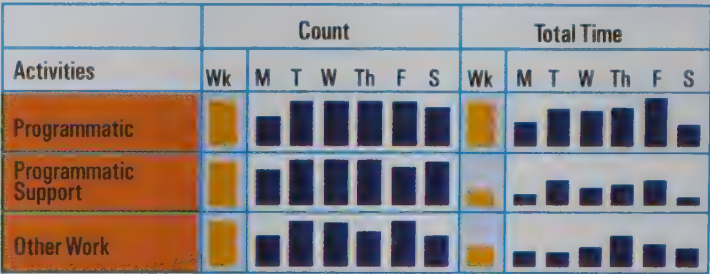 Count Total Time
Activities Wk M T W Th F S Wk M T W Th F S
Programmatic
Programmatic
Support
Other Work